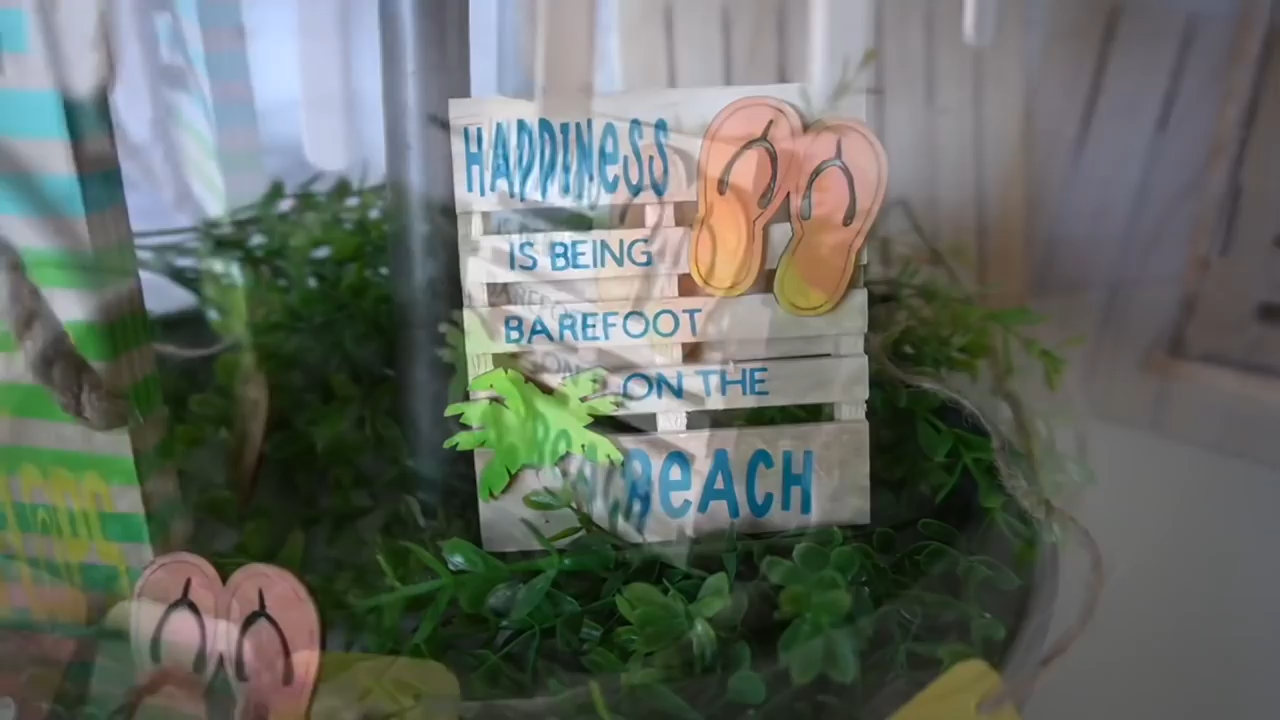 HAPPINeSS
IS BEING
BAREFOOT
ON THE
BeACH